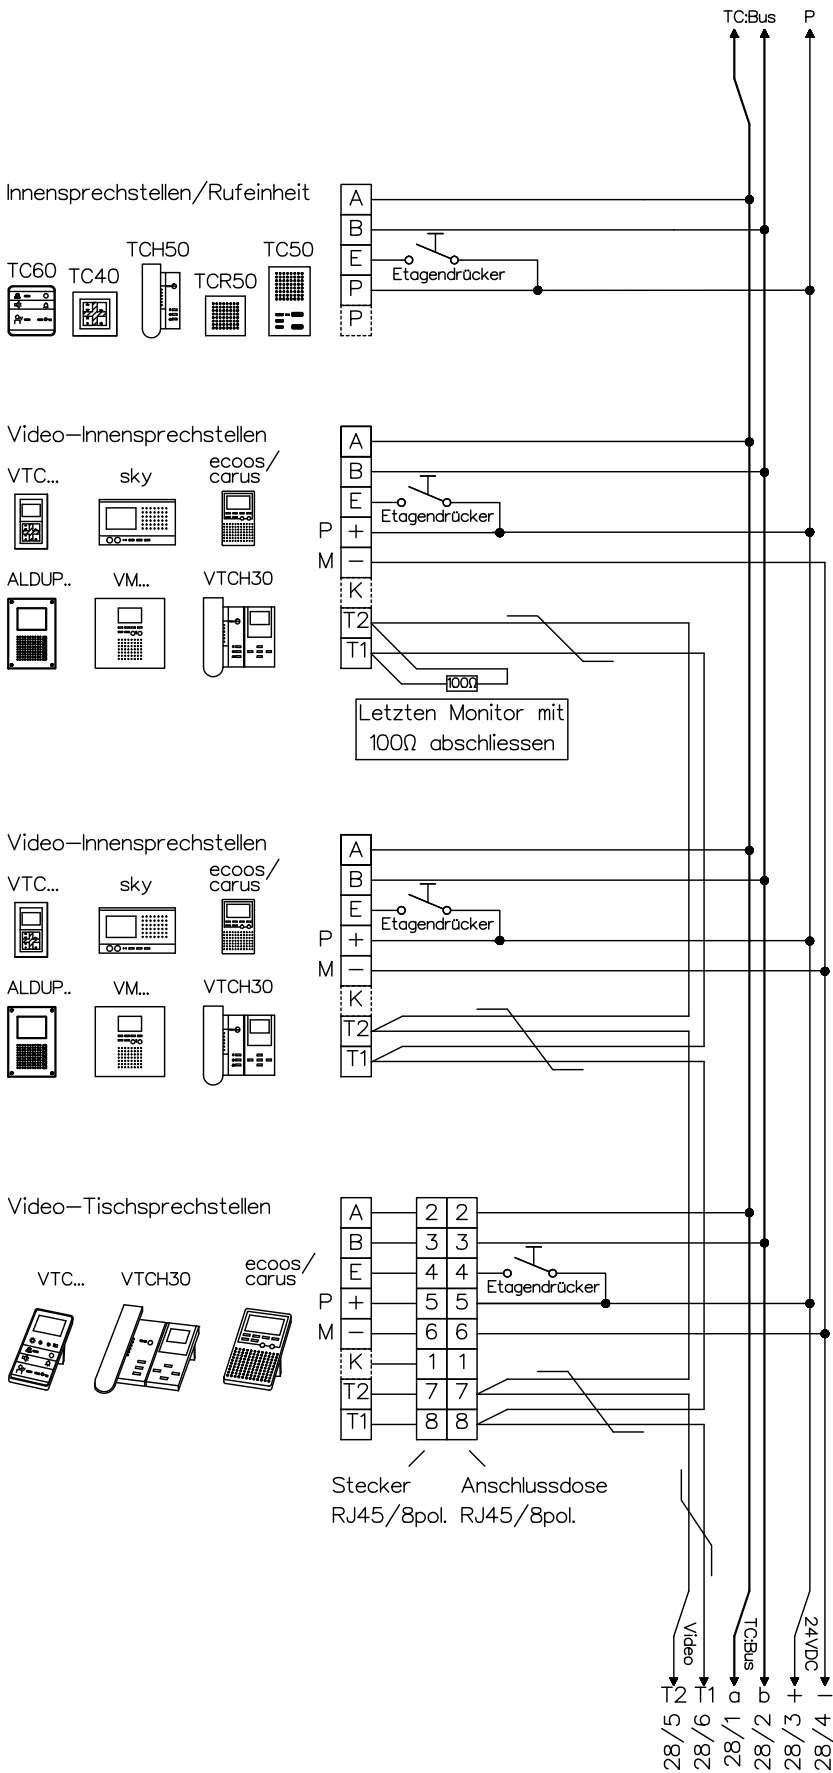 TC:Bus P
Innensprechstellen/Rufeinheit
TC60 TC40 TCH50 TCR50 TC50
A
B
E
P
P
Etagendrücker
Video–Innensprechstellen
VTC... sky ecoos/
carus
ALDUP.. VM... VTCH30
A
B
E
P +
M –
K
T2
T1
Etagendrücker
100Ω
Letzten Monitor mit
100Ω abschliessen
Video–Innensprechstellen
VTC... sky ecoos/
carus
ALDUP.. VM... VTCH30
A
B
E
P +
M –
K
T2
T1
Etagendrücker
Video–Tischsprechstellen
VTC... VTCH30 ecoos/
carus
A 2 2
B 3 3
E 4 4
P + 5 5
M – 6 6
K 1 1
T2 7 7
T1 8 8
Etagendrücker
Stecker
RJ45/8pol.
Anschlussdose
RJ45/8pol.
Video TC:Bus 24VDC
T2 T1 a b + –
28/5 28/6 28/1 28/2 28/3 28/4